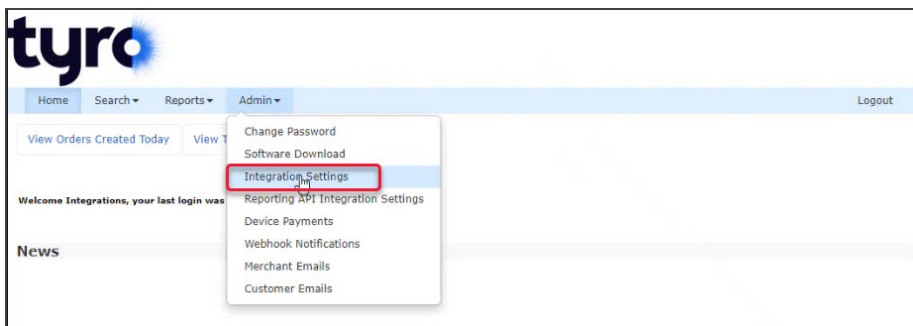 tyro
Home Search Reports Admin Logout
View Orders Created Today View T
Change Password
Software Download
Integration Settings
Welcome Integrations, your last login was
Reporting API Integration Settings
Device Payments
Webhook Notifications
News
Merchant Emails
Customer Emails